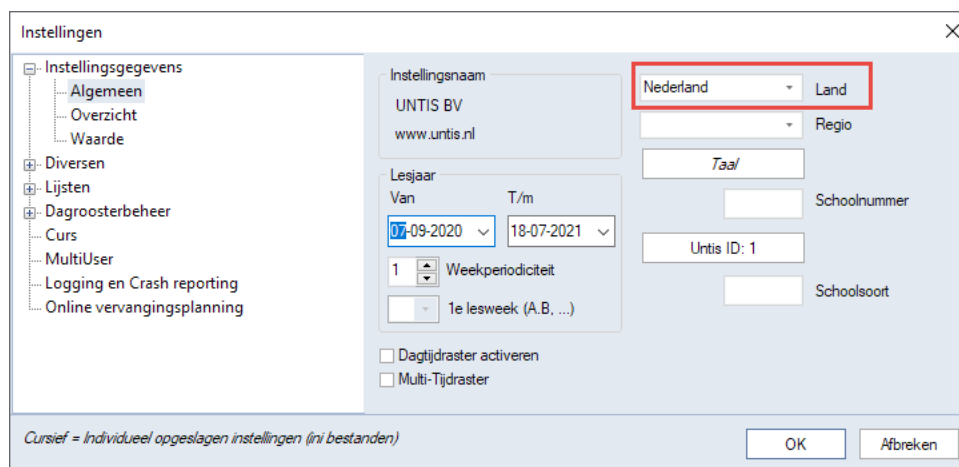 Instellingen
Instellingsgegevens
Algemeen
Overzicht
Waarde
Diversen
Lijsten
Dagroosterbeheer
Curs
MultiUser
Logging en Crash reporting
Online vervangingsplanning
Instellingsnaam
UNTIS BV
www.untis.nl
Lesjaar
Van T/m
07-09-2020 18-07-2021
1 Weekperiodiciteit
1e lesweek (A.B, ...)
Dagtijdraster activeren
Multi-Tijdraster
Nederland Land
Regio
Taal
Schoolnummer
Untis ID: 1
Schoolsoort
Cursief = Individueel opgeslagen instellingen (ini bestanden)
OK Afbreken